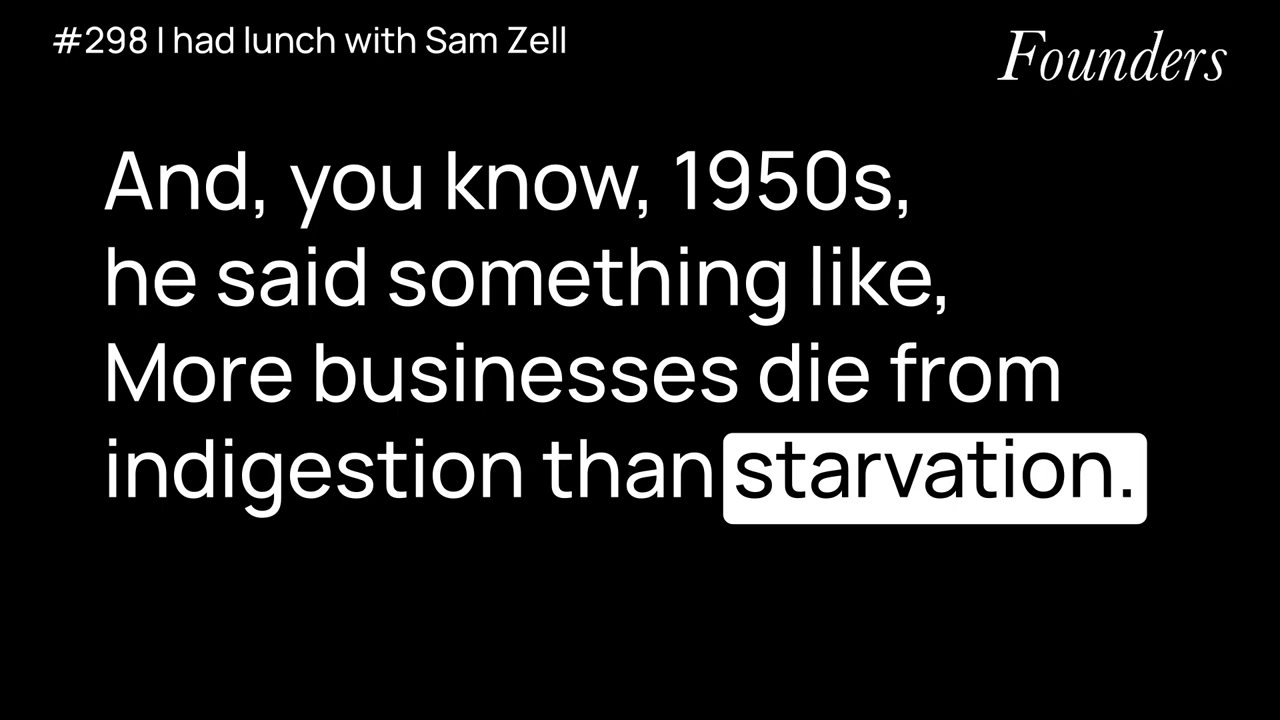 #298 I had lunch with Sam Zell
Founders
And, you know, 1950s,
he said something like,
More businesses die from
indigestion than starvation.